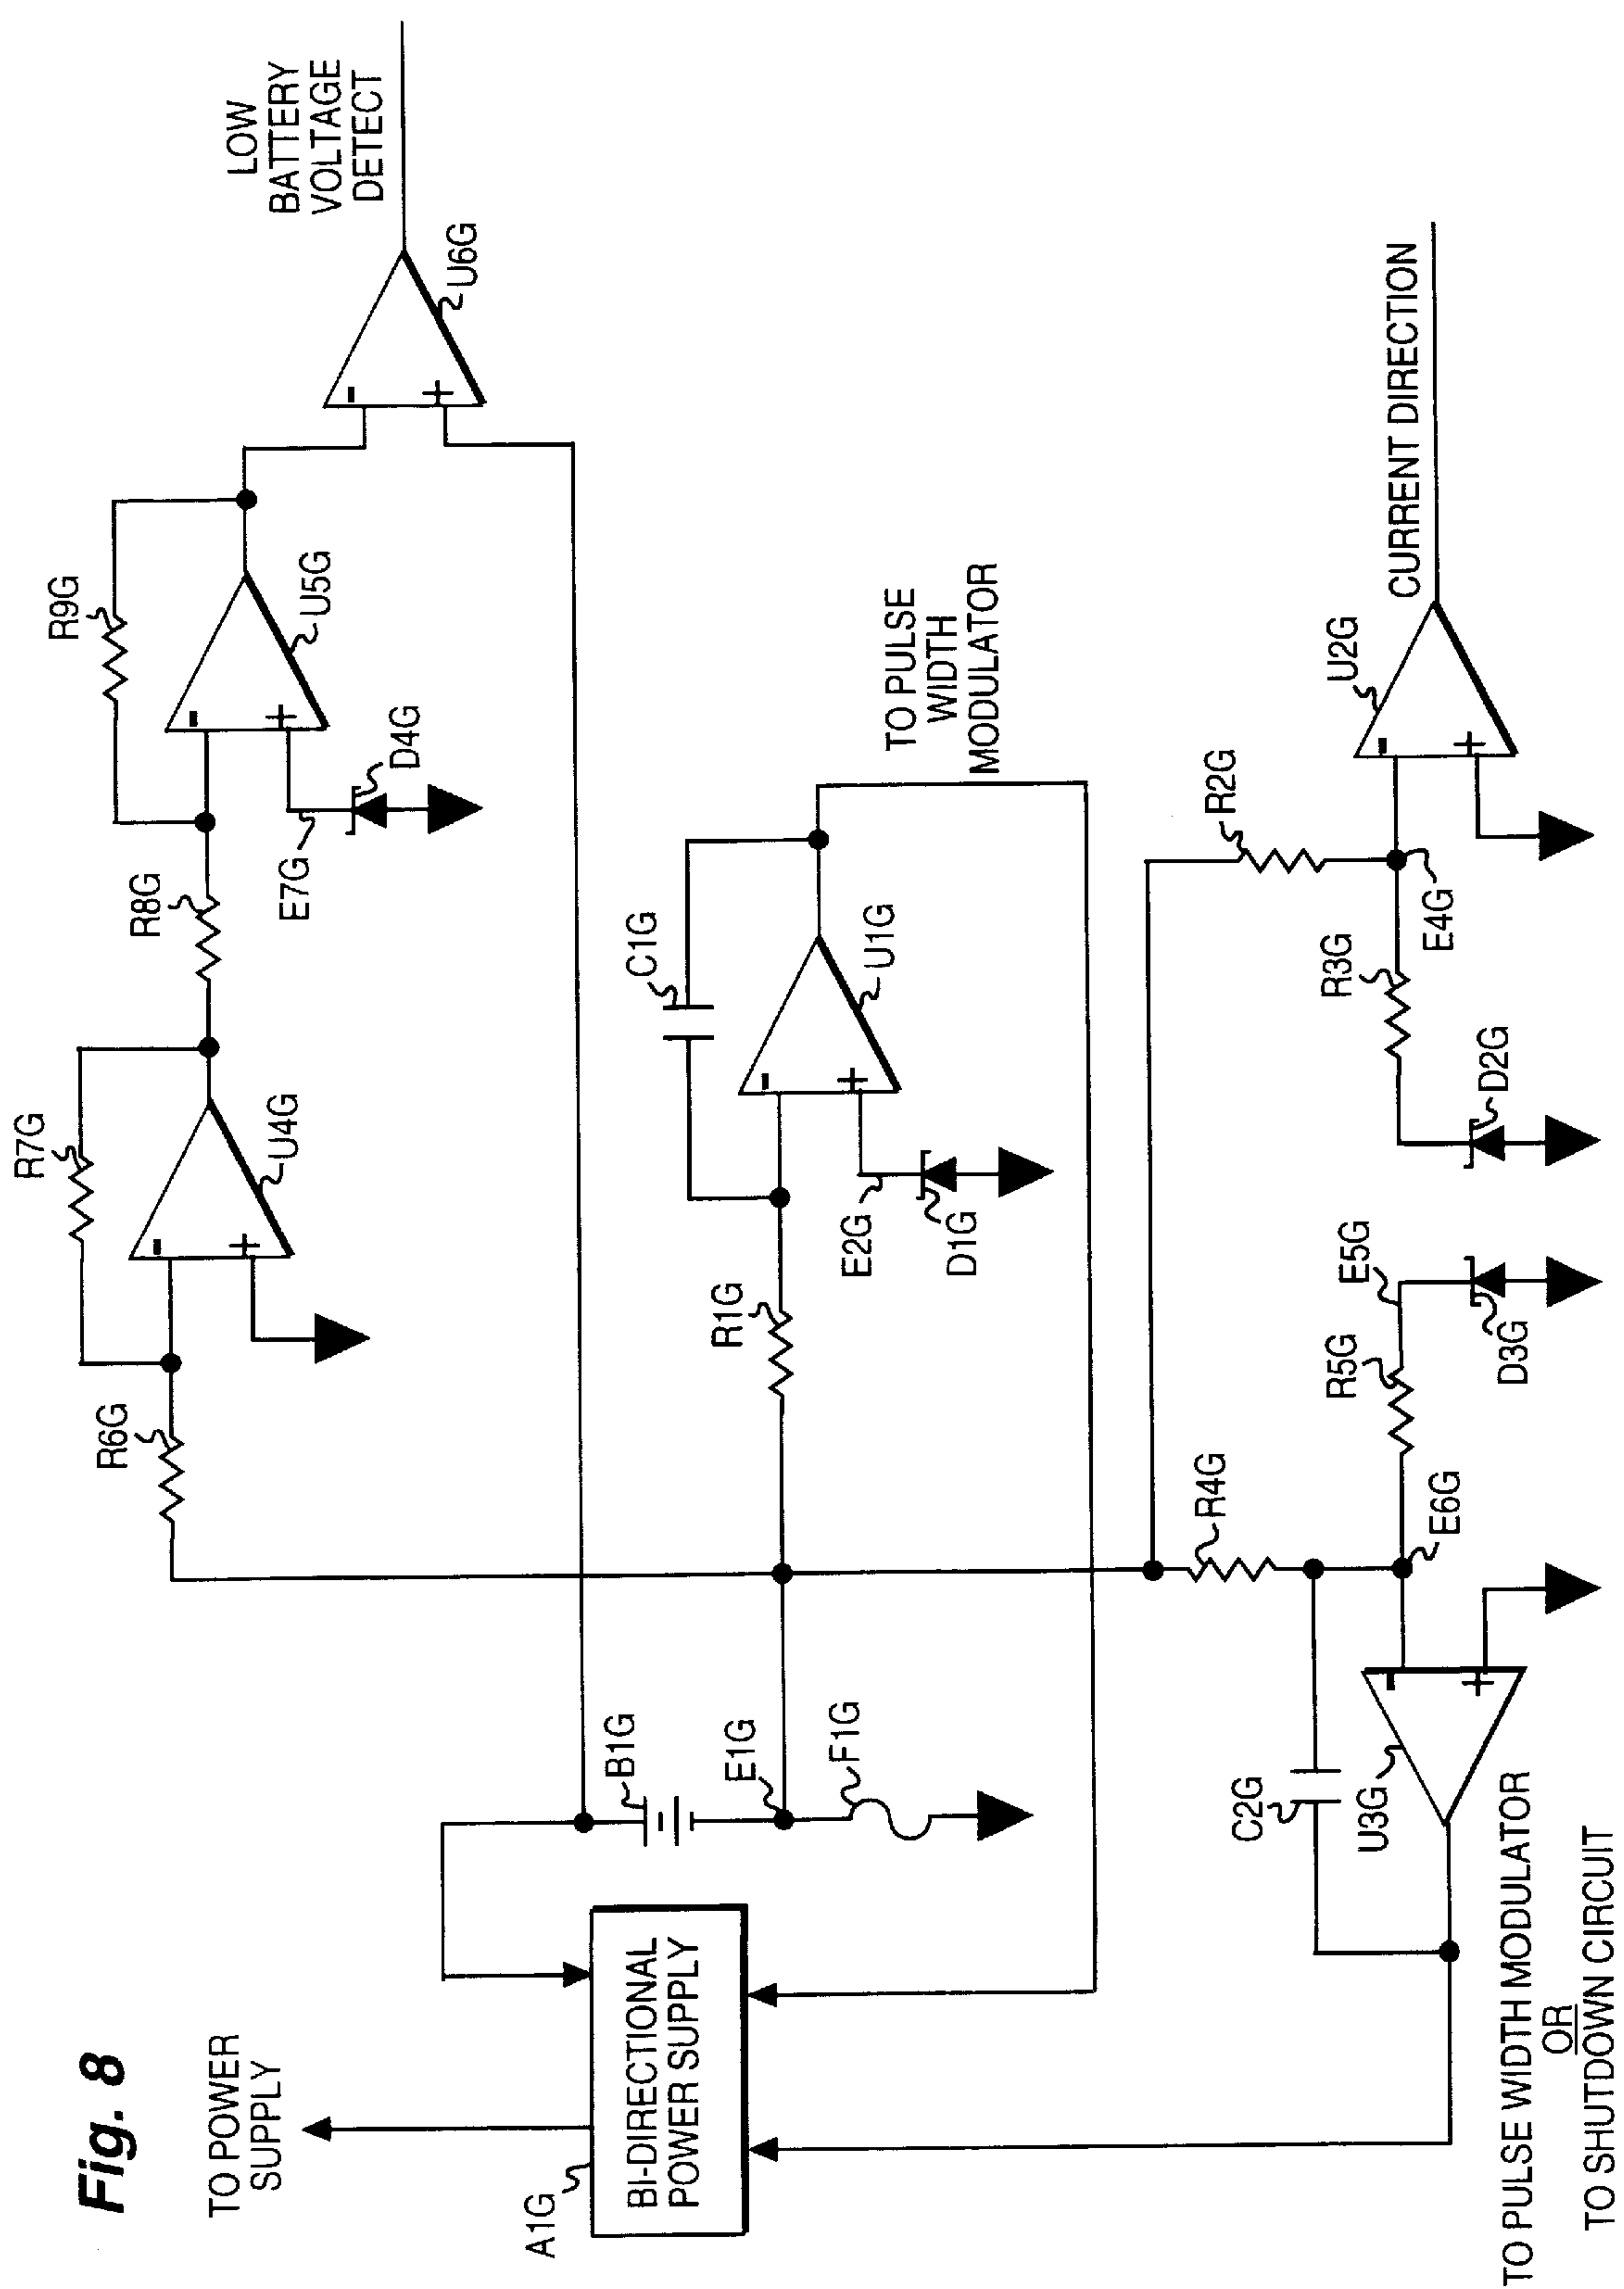 Fig. 8
TO POWER
SUPPLY
A1G
BI-DIRECTIONAL
POWER SUPPLY
B1G
E1G
F1G
R6G
R7G
U4G
R8G
R9G
U5G
E7G
D4G
U6G
-
+
-
+
-
+
LOW
BATTERY
VOLTAGE
DETECT
R1G
C1G
U1G
-
+
E2G
D1G
TO PULSE
WIDTH
MODULATOR
R4G
C2G
U3G
-
+
E6G
R5G
E5G
D3G
D2G
R3G
E4G
R2G
U2G
-
+
CURRENT DIRECTION
TO PULSE WIDTH MODULATOR
OR
TO SHUTDOWN CIRCUIT